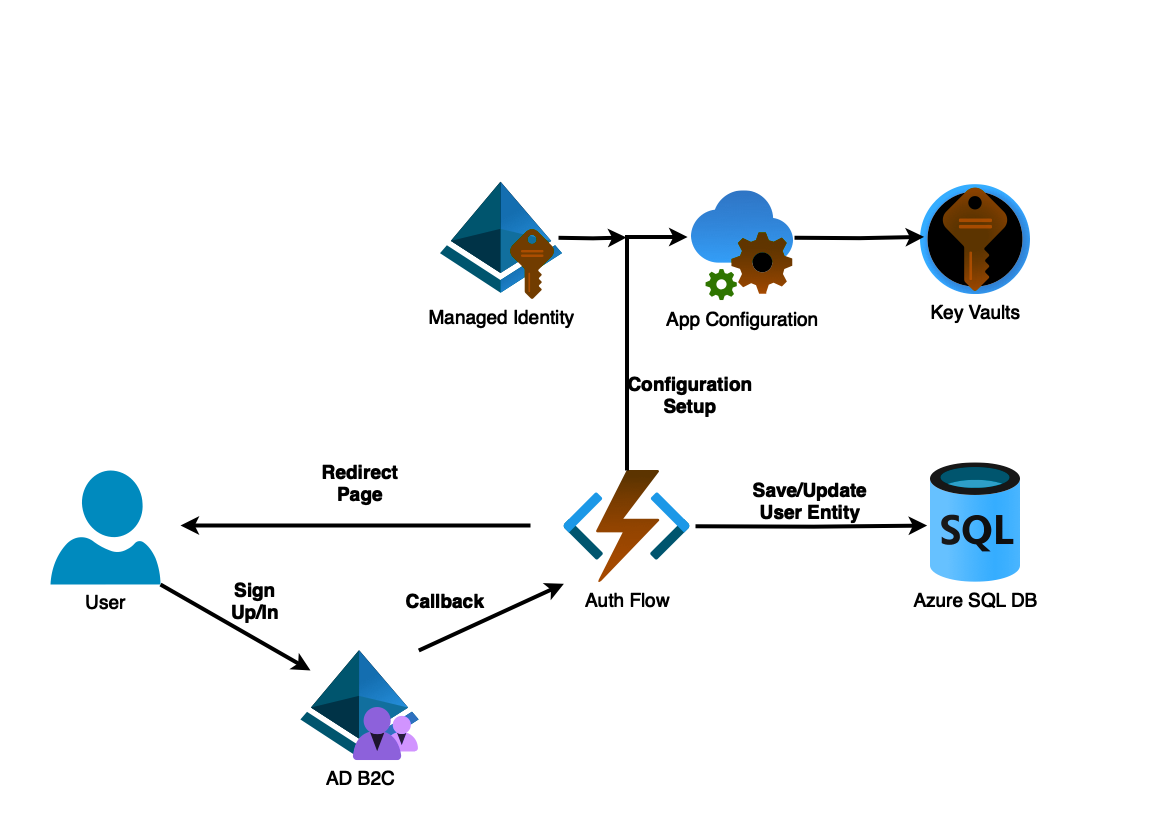 Managed Identity
App Configuration
Key Vaults
Configuration
Setup
Redirect
Page
Save/Update
User Entity
SQL
User
Sign
Up/In
Callback
Auth Flow
Azure SQL DB
AD B2C